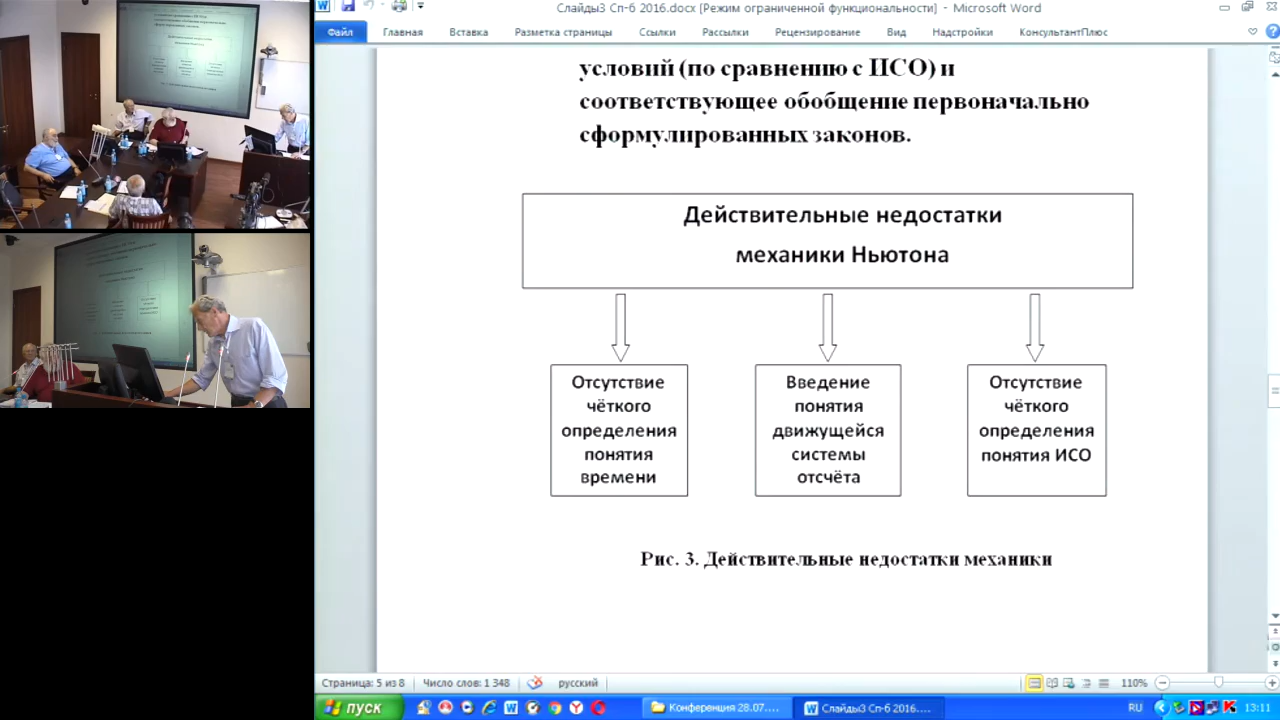 Слайды3 Сп-б 2016.docx [Режим ограниченной функциональности] - Microsoft Word
Файл Главная Вставка Разметка страницы Ссылки Рассылки Рецензирование Вид Надстройки КонсультантПлюс
условий (по сравнению с ПСО) и
соответствующее обобщение первоначально
сформулированных законов.
Действительные недостатки
механики Ньютона
Отсутствие
чёткого
определения
понятия
времени
Введение
понятия
движущейся
системы
отсчёта
Отсутствие
чёткого
определения
понятия ИСО
Рис. 3. Действительные недостатки механики
Страница: 5 из 8 Число слов: 1 348 русский 110%
пуск Конференция 28.07.... Слайды3 Сп-б 2016.... RU 13:11